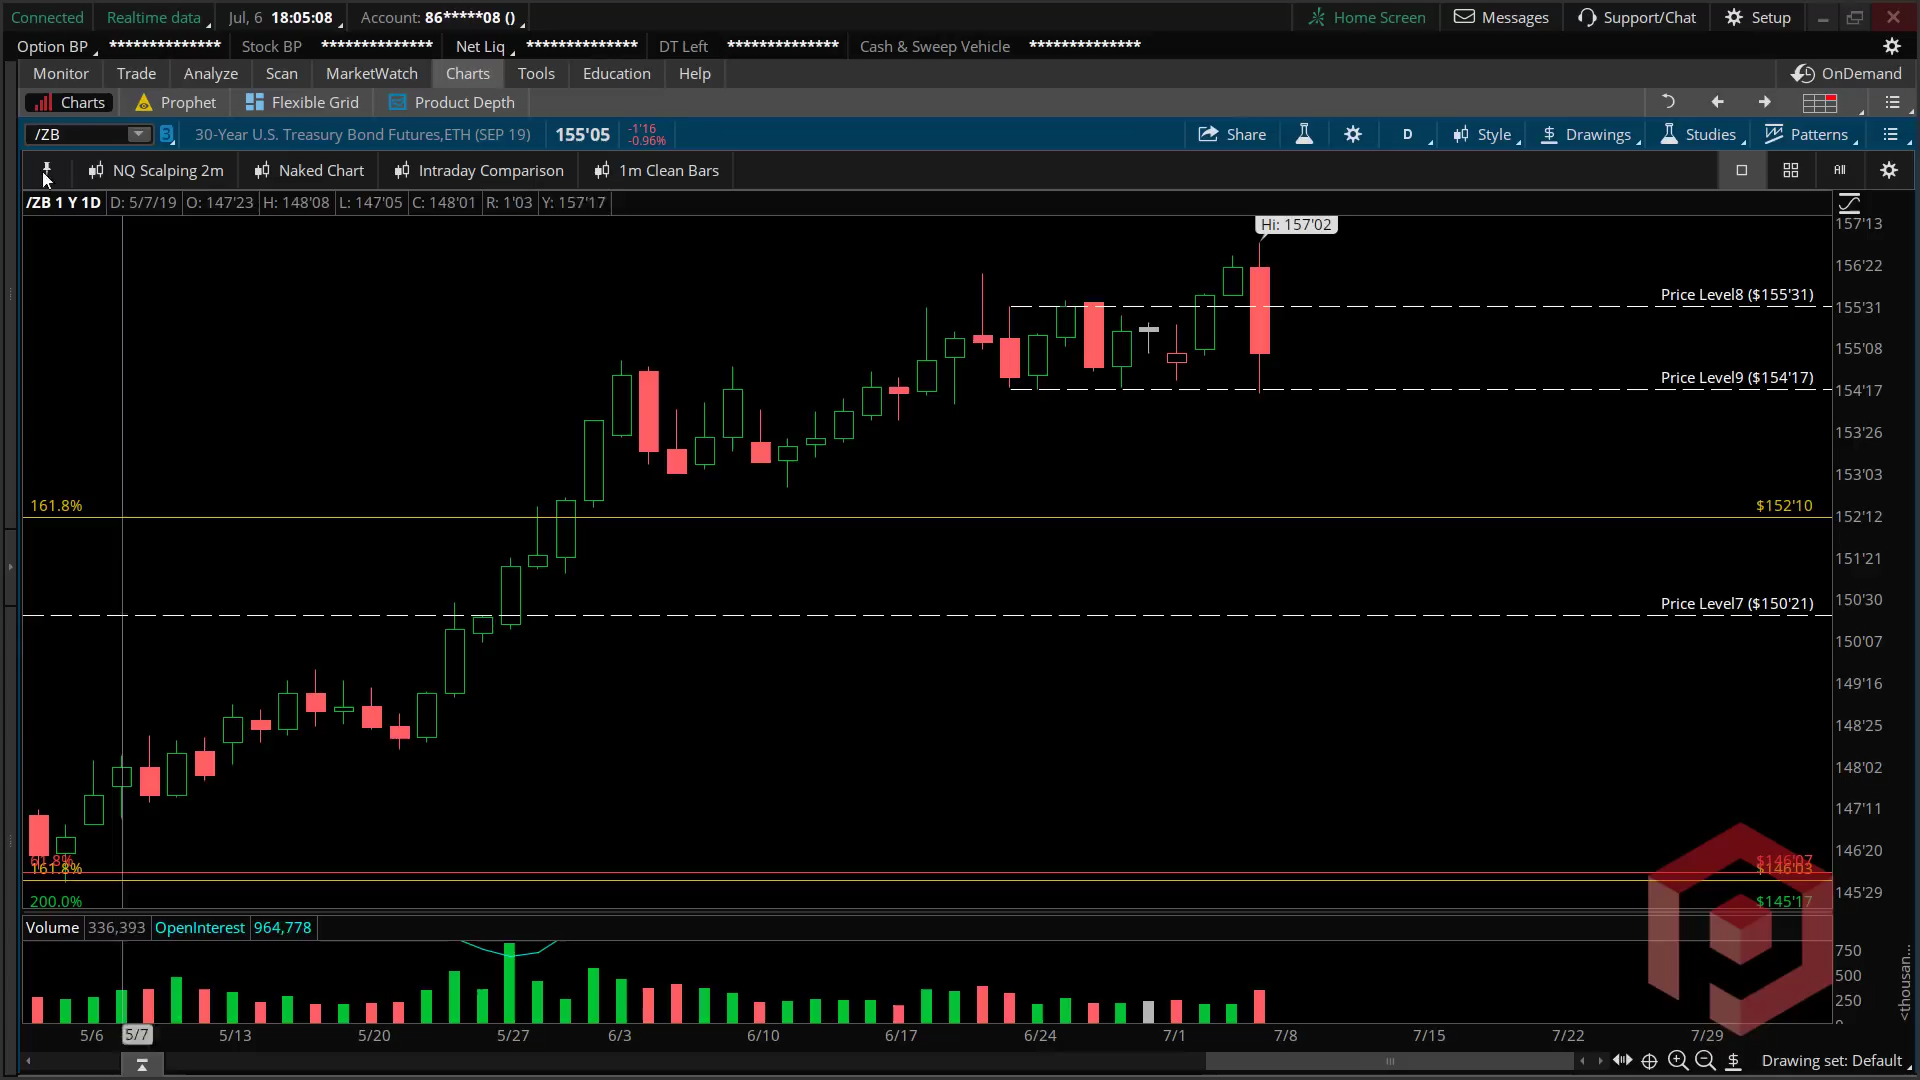 Connected Realtime data Jul, 6 18:05:08 Account: 86*****08 () Home Screen Messages Support/Chat Setup
Option BP ************** Stock BP ************** Net Liq ************** DT Left ************** Cash & Sweep Vehicle **************
Monitor Trade Analyze Scan MarketWatch Charts Tools Education Help OnDemand
Charts Prophet Flexible Grid Product Depth
/ZB 3 30-Year U.S. Treasury Bond Futures,ETH (SEP 19) 155'05 -1'16 -0.96% Share D Style $ Drawings Studies Patterns
NQ Scalping 2m Naked Chart Intraday Comparison 1m Clean Bars All
/ZB 1 Y 1D D: 5/7/19 O: 147'23 H: 148'08 L: 147'05 C: 148'01 R: 1'03 Y: 157'17
Hi: 157'02 157'13
156'22
Price Level8 ($155'31)
155'31
155'08
Price Level9 ($154'17)
154'17
153'26
153'03
161.8% $152'10
152'12
151'21
Price Level7 ($150'21) 150'30
150'07
149'16
148'25
148'02
147'11
146'20
61.8% $146'07
161.8% $146'03
145'29
200.0% $145'17
Volume 336,393 OpenInterest 964,778
750
500
250
<thousan...
5/6 5/7 5/13 5/20 5/27 6/3 6/10 6/17 6/24 7/1 7/8 7/15 7/22 7/29
$ Drawing set: Default